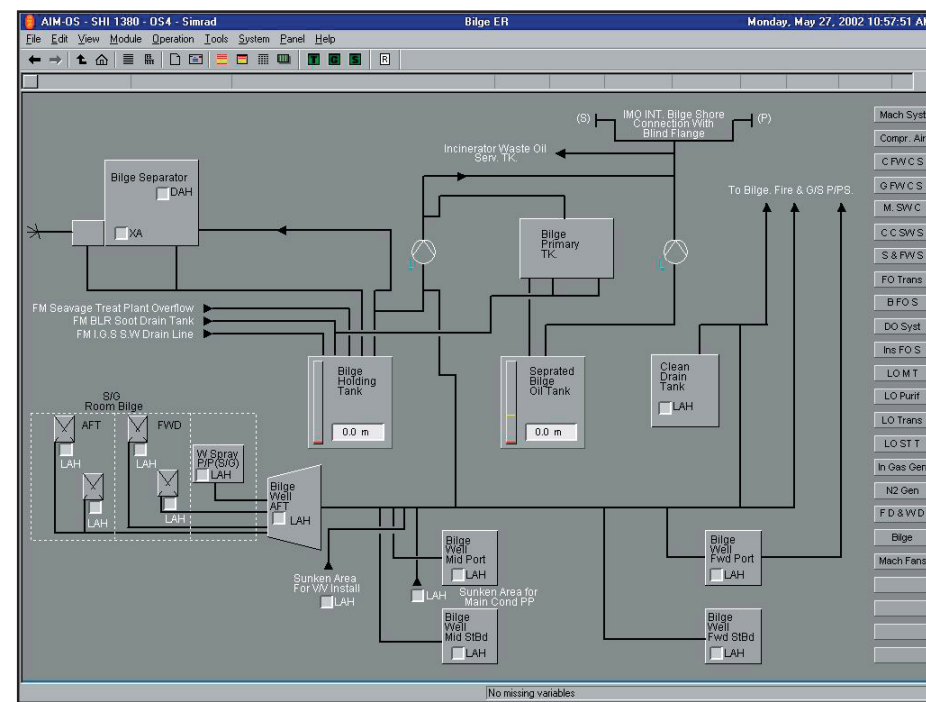 AIM-OS - SHI 1380 - OS4 - Simrad
Bilge ER
Monday, May 27, 2002 10:57:51 AM
File Edit View Module Operation Tools System Panel Help
T G S R
(S)
IMO INT. Bilge Shore
Connection With
Blind Flange
(P)
Incinerator Waste Oil
Serv. TK.
To Bilge. Fire & G/S P/PS.
Bilge Separator
DAH
XA
Bilge
Primary
TK.
FM Seavage Treat Plant Overflow
FM BLR Soot Drain Tank
FM I.G.S S.W Drain Line
Bilge
Holding
Tank
0.0 m
Seprated
Bilge
Oil Tank
0.0 m
Clean
Drain
Tank
LAH
S/G
Room Bilge
AFT
LAH
LAH
FWD
LAH
LAH
W Spray
P/P(S/G)
LAH
Bilge
Well
AFT
LAH
Sunken Area
For V/V Install
LAH
LAH
Sunken Area for
Main Cond PP
Bilge
Well
Mid Port
LAH
Bilge
Well
Mid StBd
LAH
Bilge
Well
Fwd Port
LAH
Bilge
Well
Fwd StBd
LAH
Mach Syst
Compr. Air
C FW C S
G FW C S
M. SW C
C C SW S
S & FW S
FO Trans
B FO S
DO Syst
Ins FO S
LO M T
LO Purif
LO Trans
LO ST T
In Gas Gen
N2 Gen
F D & W D
Bilge
Mach Fans
No missing variables